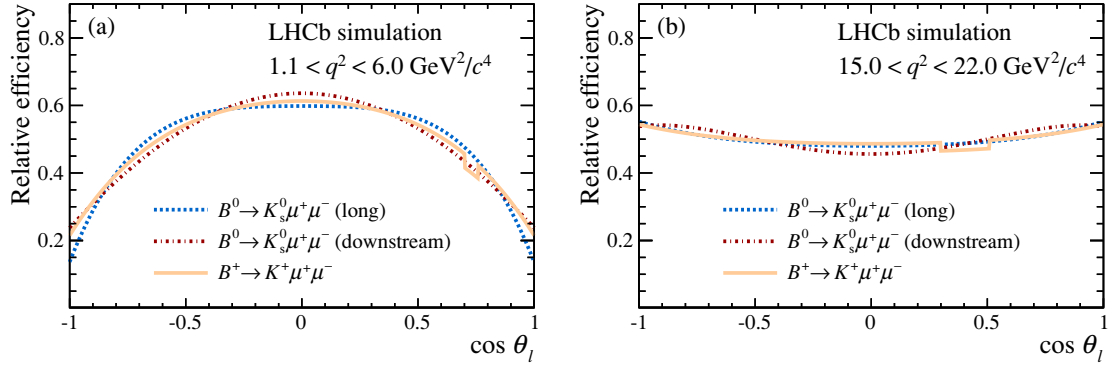 Relative efficiency
0.8
0.6
0.4
0.2
(a)
LHCb simulation
1.1 < q² < 6.0 GeV²/c⁴
B⁰→ K⁰ₛμ⁺μ⁻ (long)
B⁰→ K⁰ₛμ⁺μ⁻ (downstream)
B⁺→ K⁺μ⁺μ⁻
-1 -0.5 0 0.5 1
cos θₗ
Relative efficiency
0.8
0.6
0.4
0.2
(b)
LHCb simulation
15.0 < q² < 22.0 GeV²/c⁴
B⁰→ K⁰ₛμ⁺μ⁻ (long)
B⁰→ K⁰ₛμ⁺μ⁻ (downstream)
B⁺→ K⁺μ⁺μ⁻
-1 -0.5 0 0.5 1
cos θₗ